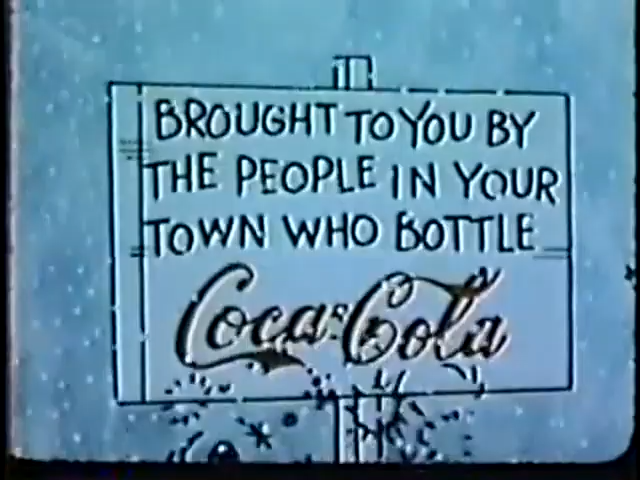 BROUGHT TO YOU BY
THE PEOPLE IN YOUR
TOWN WHO BOTTLE
Coca-Cola